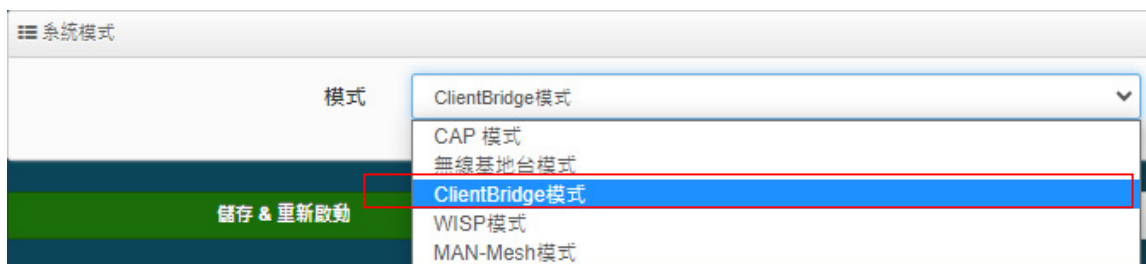 系統模式
模式
ClientBridge模式
CAP 模式
無線基地台模式
ClientBridge模式
WISP模式
MAN-Mesh模式
儲存 & 重新啟動